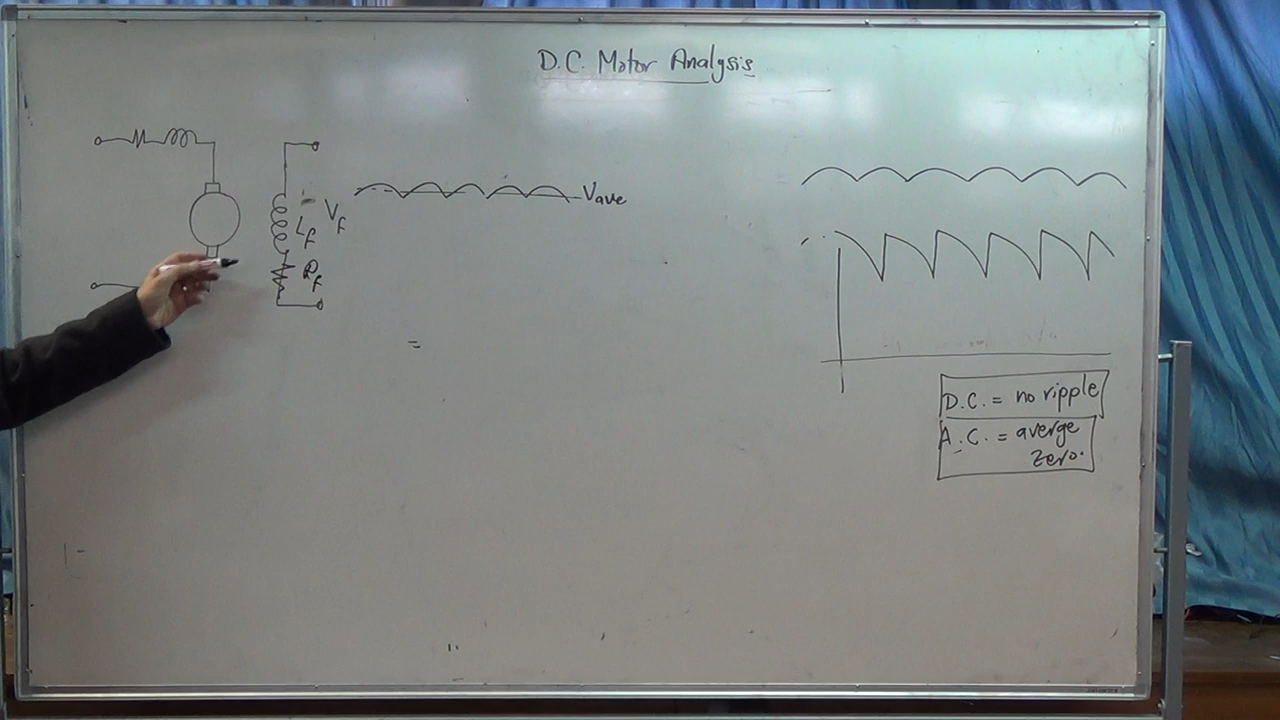 D.C. Motor Analysis
Vave
Lf Vf
Rf
D.C. = no ripple
A.C. = averge
zero.